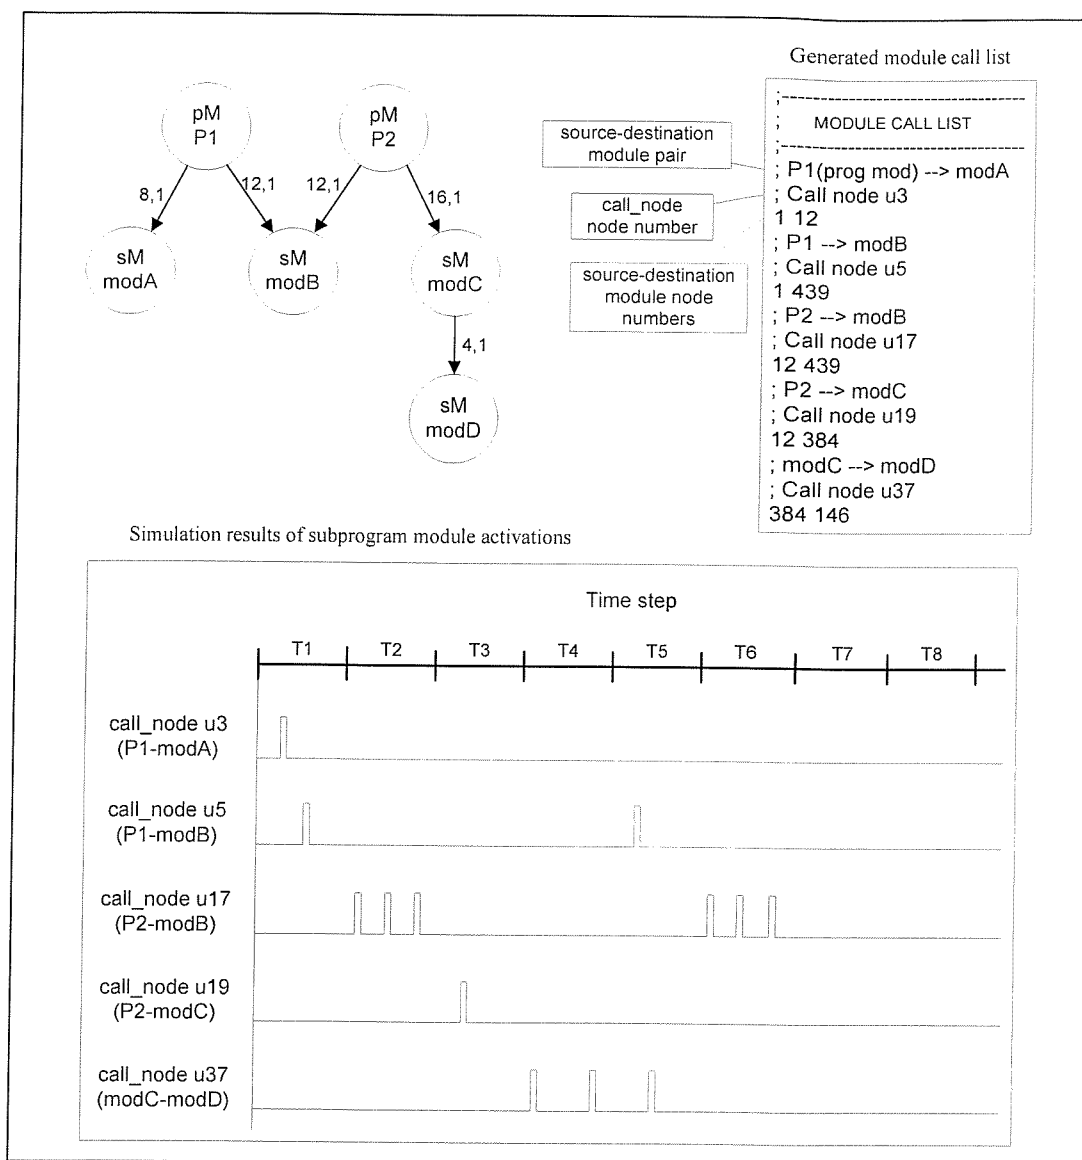 Generated module call list
pM
P1
pM
P2
8,1
12,1
12,1
16,1
sM
modA
sM
modB
sM
modC
4,1
sM
modD
source-destination
module pair
call_node
node number
source-destination
module node
numbers
;-----------------------------
; MODULE CALL LIST
;-----------------------------
; P1(prog mod) --> modA
; Call node u3
1 12
; P1 --> modB
; Call node u5
1 439
; P2 --> modB
; Call node u17
12 439
; P2 --> modC
; Call node u19
12 384
; modC --> modD
; Call node u37
384 146
Simulation results of subprogram module activations
Time step
T1 T2 T3 T4 T5 T6 T7 T8
call_node u3
(P1-modA)
call_node u5
(P1-modB)
call_node u17
(P2-modB)
call_node u19
(P2-modC)
call_node u37
(modC-modD)